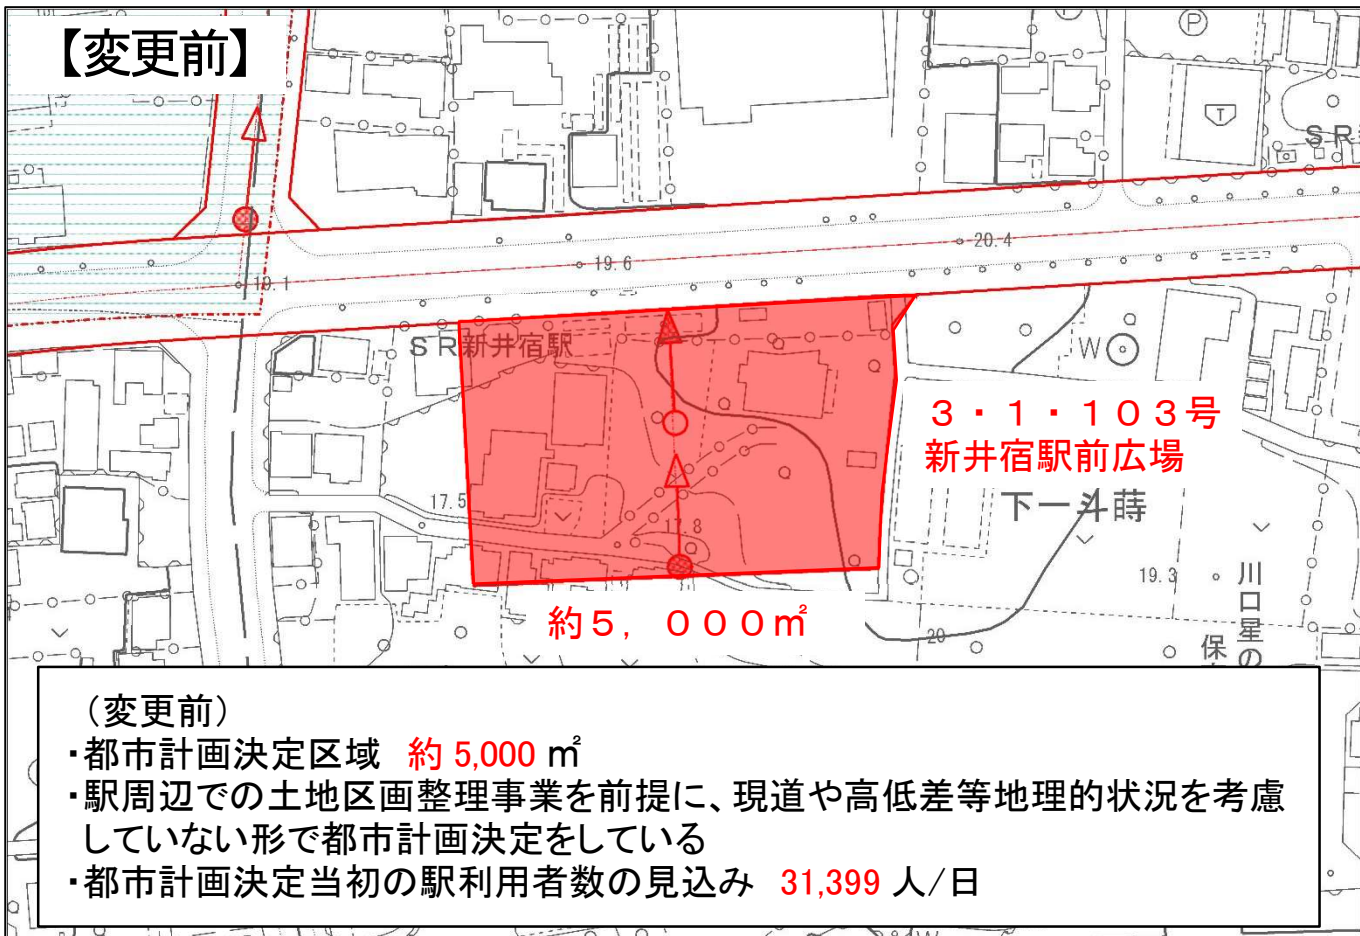 【変更前】
P
T
SR
20.4
19.6
19.1
SR新井宿駅
W
3・1・103号
新井宿駅前広場
下一斗蒔
17.5
17.8
19.3
川口星の
保
約5,000㎡
20
（変更前）
・都市計画決定区域 約 5,000 ㎡
・駅周辺での土地区画整理事業を前提に、現道や高低差等地理的状況を考慮
していない形で都市計画決定をしている
・都市計画決定当初の駅利用者数の見込み 31,399 人/日